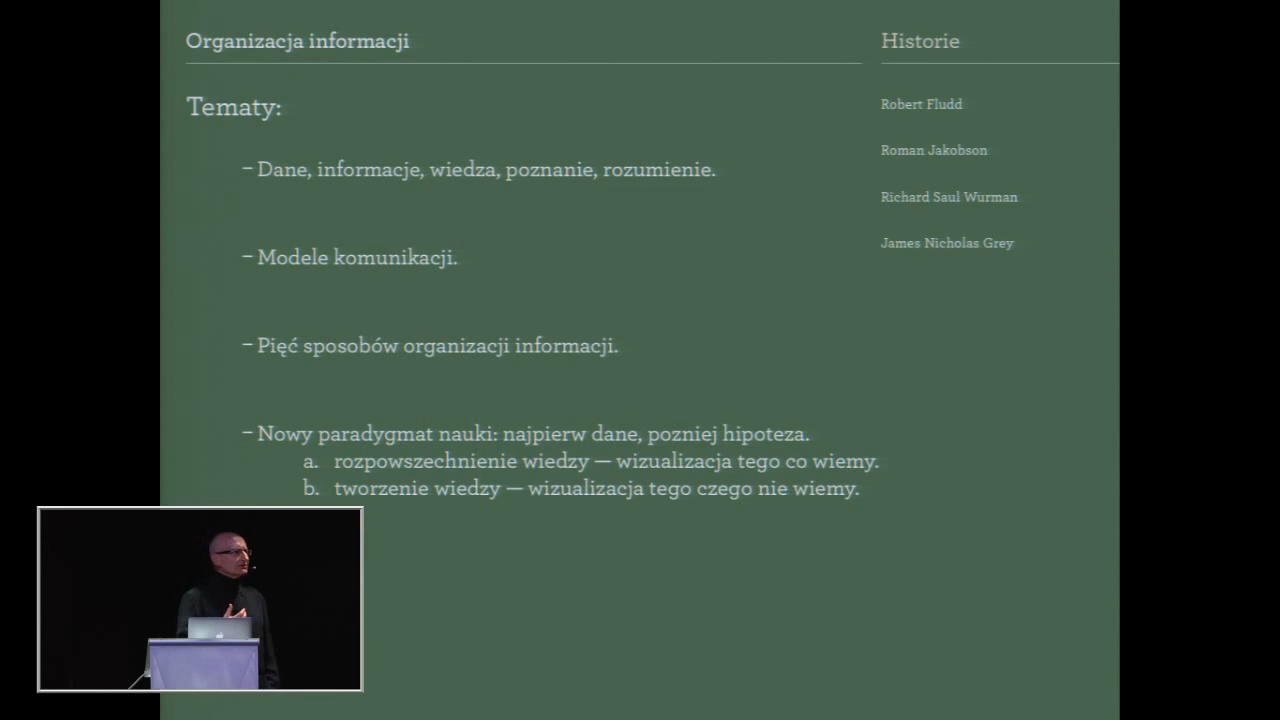 Organizacja informacji
Tematy:
– Dane, informacje, wiedza, poznanie, rozumienie.
– Modele komunikacji.
– Pięć sposobów organizacji informacji.
– Nowy paradygmat nauki: najpierw dane, pozniej hipoteza.
a. rozpowszechnienie wiedzy — wizualizacja tego co wiemy.
b. tworzenie wiedzy — wizualizacja tego czego nie wiemy.
Historie
Robert Fludd
Roman Jakobson
Richard Saul Wurman
James Nicholas Grey